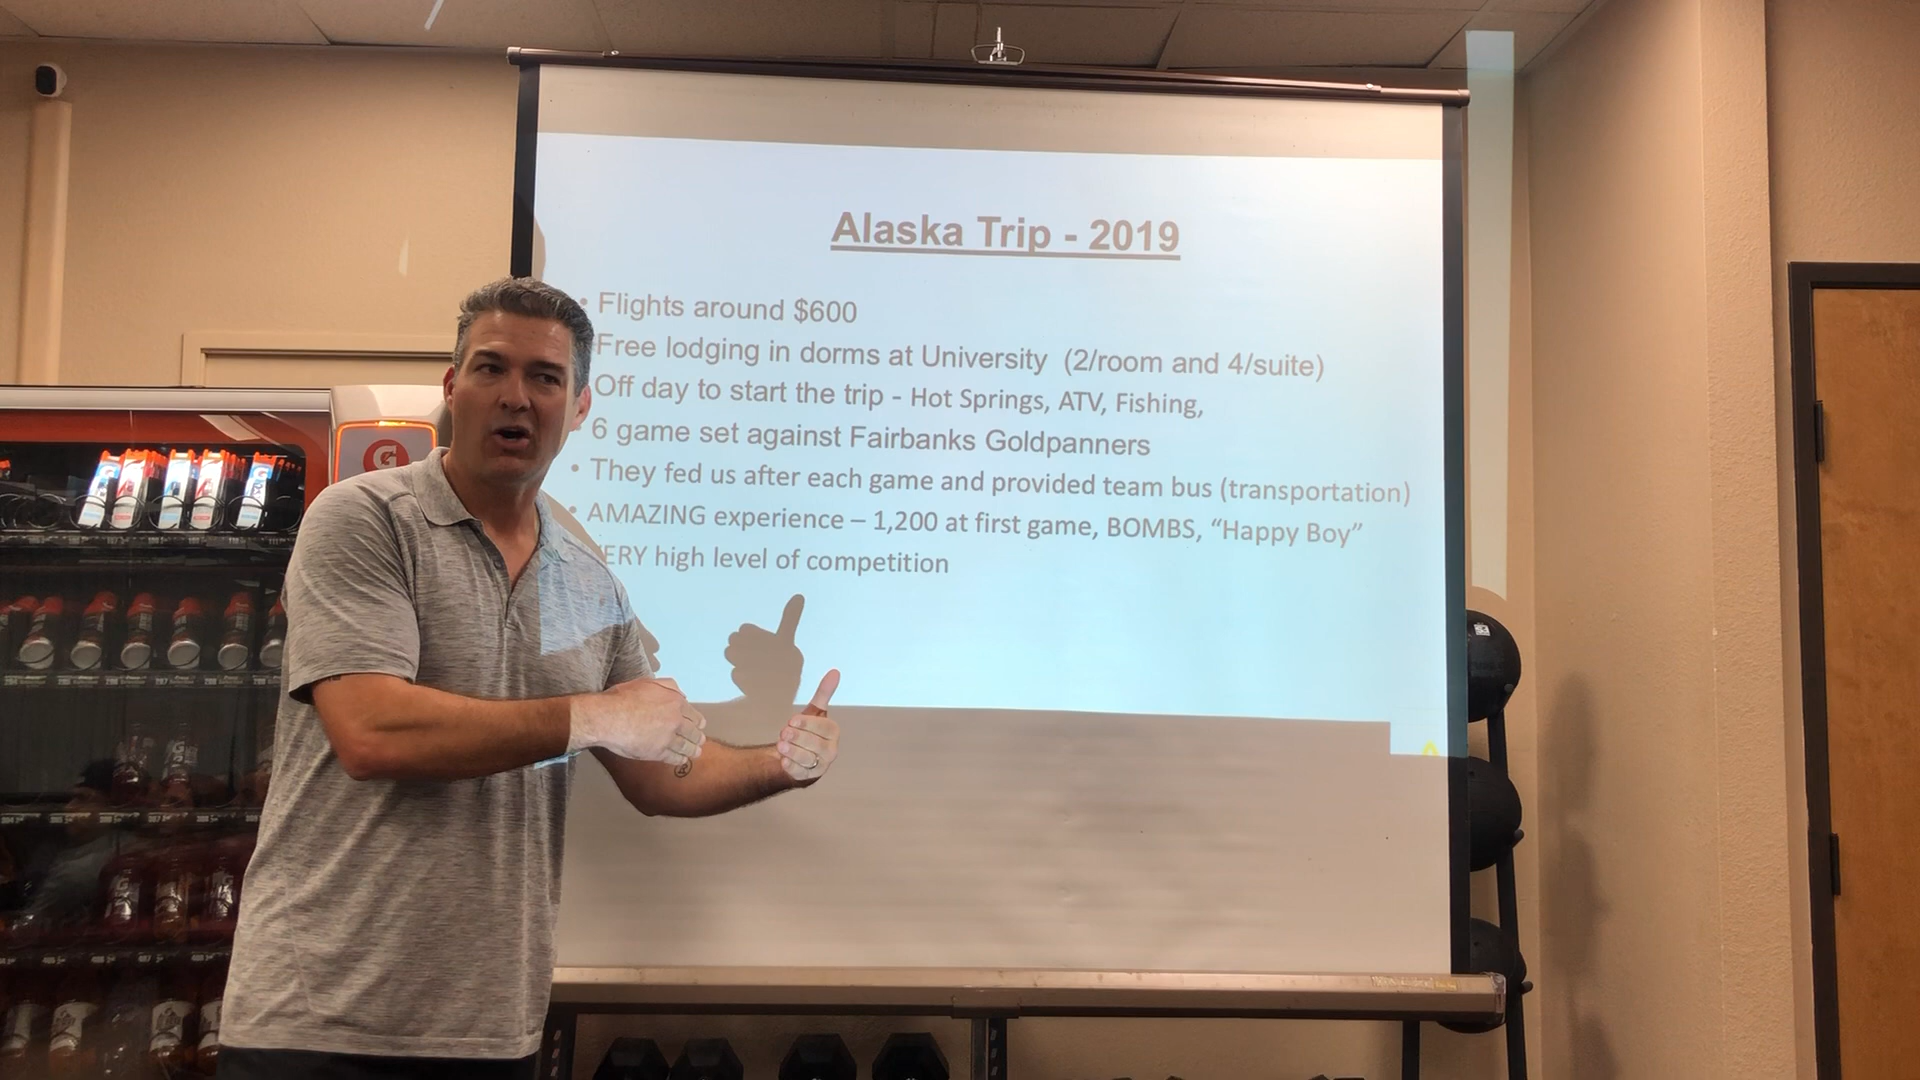 Alaska Trip - 2019
• Flights around $600
Free lodging in dorms at University (2/room and 4/suite)
Off day to start the trip - Hot Springs, ATV, Fishing,
6 game set against Fairbanks Goldpanners
• They fed us after each game and provided team bus (transportation)
• AMAZING experience – 1,200 at first game, BOMBS, “Happy Boy”
ERY high level of competition
G